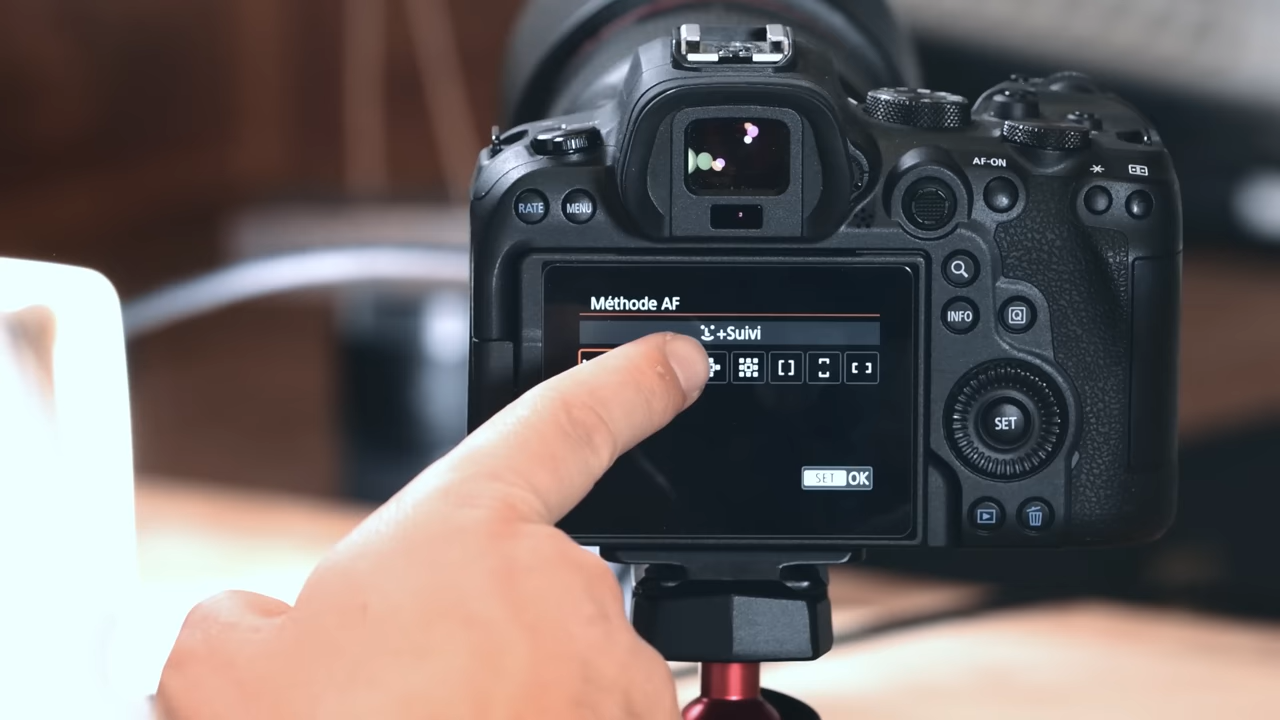 AF-ON
RATE
MENU
INFO
Q
Méthode AF
+Suivi
SET
SET OK